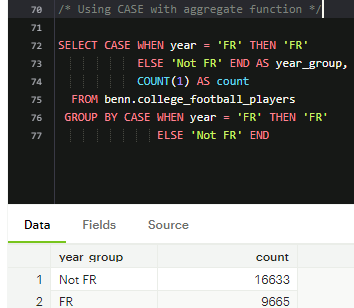 70 /* Using CASE with aggregate function */
71
72 SELECT CASE WHEN year = 'FR' THEN 'FR'
73 ELSE 'Not FR' END AS year_group,
74 COUNT(1) AS count
75 FROM benn.college_football_players
76 GROUP BY CASE WHEN year = 'FR' THEN 'FR'
77 ELSE 'Not FR' END
Data Fields Source
year_group count
1 Not FR 16633
2 FR 9665